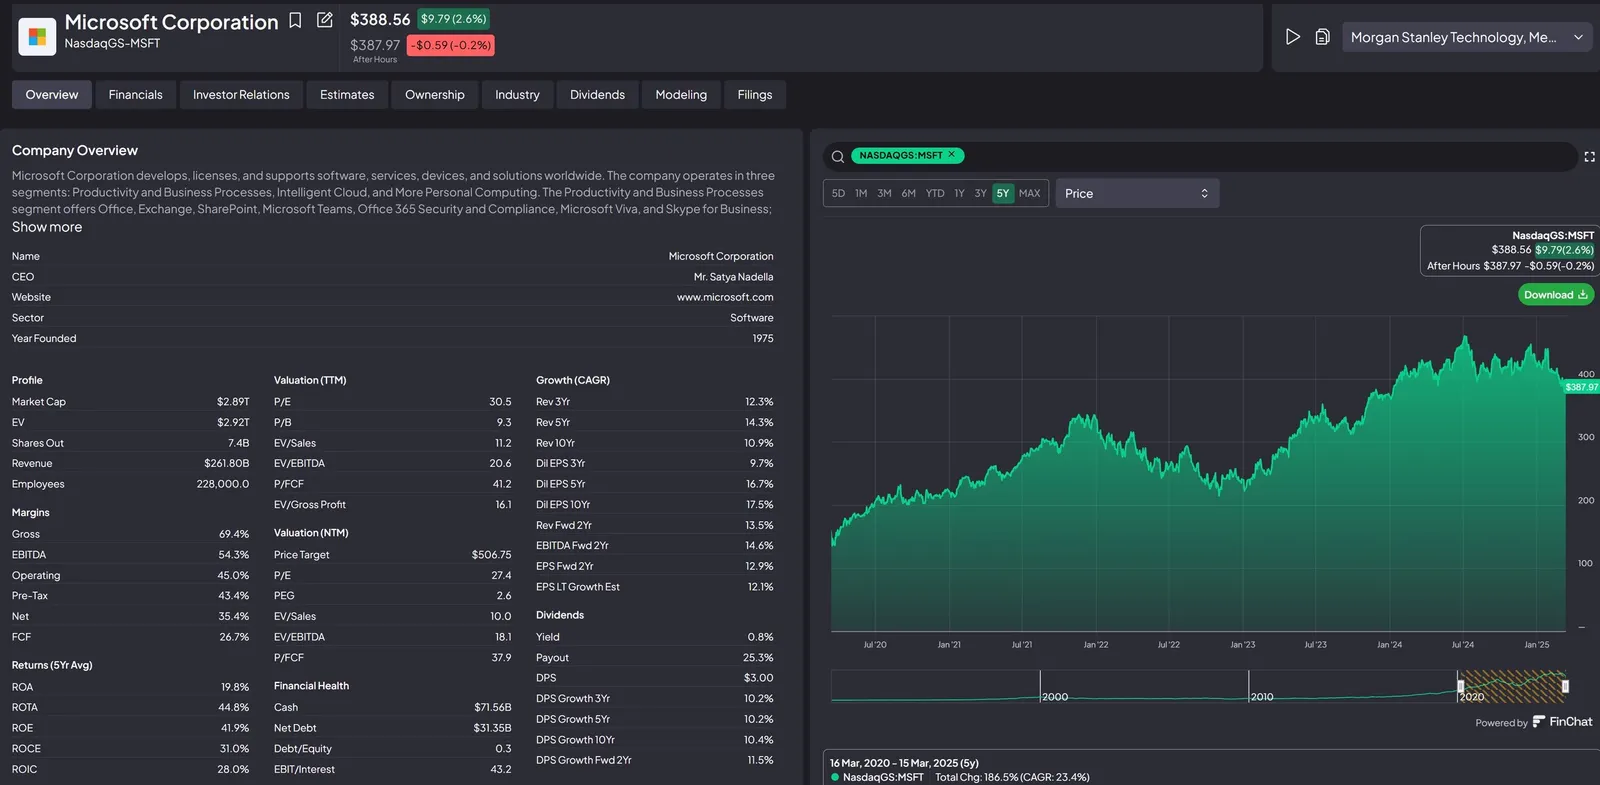 Microsoft Corporation
NasdaqGS-MSFT
$388.56 $9.79 (2.6%)
$387.97 -$0.59 (-0.2%)
After Hours
Morgan Stanley Technology, Me...
Overview Financials Investor Relations Estimates Ownership Industry Dividends Modeling Filings
Company Overview
Microsoft Corporation develops, licenses, and supports software, services, devices, and solutions worldwide. The company operates in three
segments: Productivity and Business Processes, Intelligent Cloud, and More Personal Computing. The Productivity and Business Processes
segment offers Office, Exchange, SharePoint, Microsoft Teams, Office 365 Security and Compliance, Microsoft Viva, and Skype for Business;
Show more
Name Microsoft Corporation
CEO Mr. Satya Nadella
Website www.microsoft.com
Sector Software
Year Founded 1975
Profile
Market Cap $2.89T
EV $2.92T
Shares Out 7.4B
Revenue $261.80B
Employees 228,000.0
Margins
Gross 69.4%
EBITDA 54.3%
Operating 45.0%
Pre-Tax 43.4%
Net 35.4%
FCF 26.7%
Returns (5Yr Avg)
ROA 19.8%
ROTA 44.8%
ROE 41.9%
ROCE 31.0%
ROIC 28.0%
Valuation (TTM)
P/E 30.5
P/B 9.3
EV/Sales 11.2
EV/EBITDA 20.6
P/FCF 41.2
EV/Gross Profit 16.1
Valuation (NTM)
Price Target $506.75
P/E 27.4
PEG 2.6
EV/Sales 10.0
EV/EBITDA 18.1
P/FCF 37.9
Financial Health
Cash $71.56B
Net Debt $31.35B
Debt/Equity 0.3
EBIT/Interest 43.2
Growth (CAGR)
Rev 3Yr 12.3%
Rev 5Yr 14.3%
Rev 10Yr 10.9%
Dil EPS 3Yr 9.7%
Dil EPS 5Yr 16.7%
Dil EPS 10Yr 17.5%
Rev Fwd 2Yr 13.5%
EBITDA Fwd 2Yr 14.6%
EPS Fwd 2Yr 12.9%
EPS LT Growth Est 12.1%
Dividends
Yield 0.8%
Payout 25.3%
DPS $3.00
DPS Growth 3Yr 10.2%
DPS Growth 5Yr 10.2%
DPS Growth 10Yr 10.4%
DPS Growth Fwd 2Yr 11.5%
NASDAQGS:MSFT ×
5D 1M 3M 6M YTD 1Y 3Y 5Y MAX Price
NasdaqGS:MSFT
$388.56 $9.79(2.6%)
After Hours $387.97 -$0.59(-0.2%)
Download
400
$387.97
300
200
100
Jul '20 Jan '21 Jul '21 Jan '22 Jul '22 Jan '23 Jul '23 Jan '24 Jul '24 Jan '25
2000 2010 2020
Powered by FinChat
16 Mar, 2020 - 15 Mar, 2025 (5y)
NasdaqGS:MSFT Total Chg: 186.5% (CAGR: 23.4%)